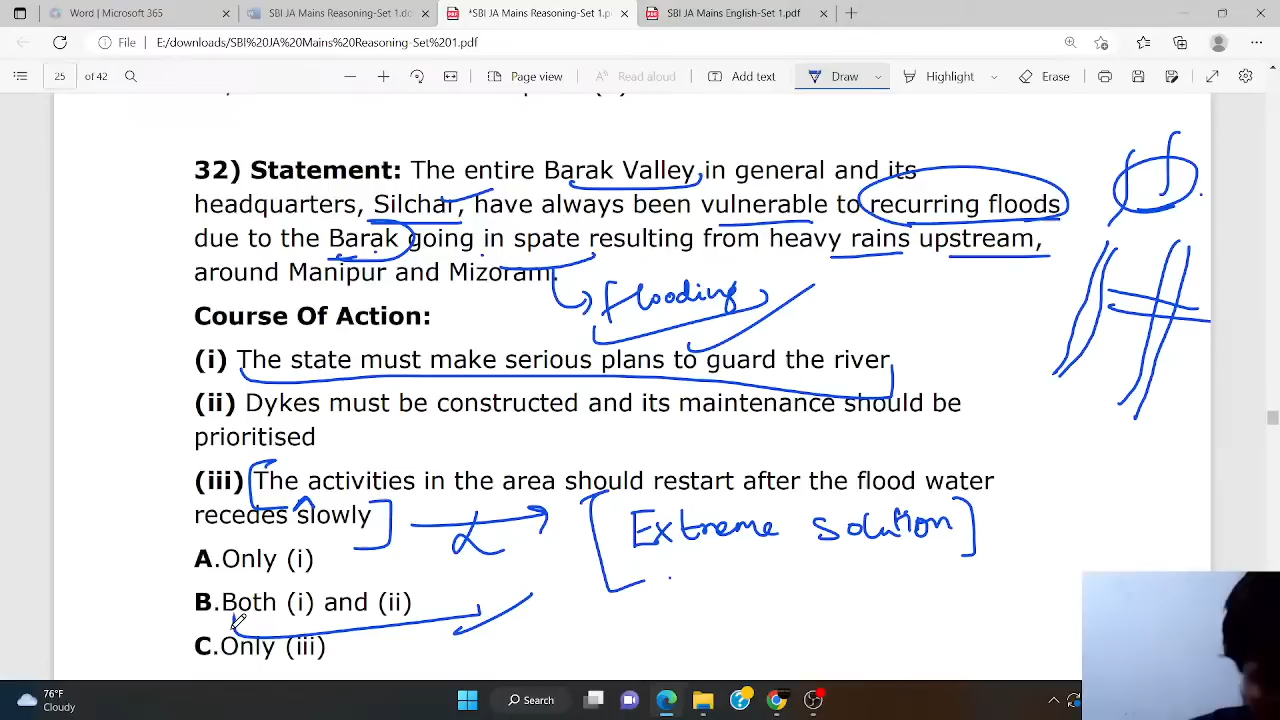 Word | Microsoft 365
SBI JA Mains Reasoning-Set 1.do
*SBI JA Mains Reasoning-Set 1.p
SBI JA Mains English-Set 1.pdf
File
E:/downloads/SBI%20JA%20Mains%20Reasoning-Set%201.pdf
25 of 42
Page view
Read aloud
Add text
Draw
Highlight
Erase
32) Statement: The entire Barak Valley in general and its
headquarters, Silchar, have always been vulnerable to recurring floods
due to the Barak going in spate resulting from heavy rains upstream,
around Manipur and Mizoram.
flooding
Course Of Action:
(i) The state must make serious plans to guard the river
(ii) Dykes must be constructed and its maintenance should be
prioritised
(iii) The activities in the area should restart after the flood water
recedes slowly
Extreme solution
A.Only (i)
B.Both (i) and (ii)
C.Only (iii)
76°F
Cloudy
Search